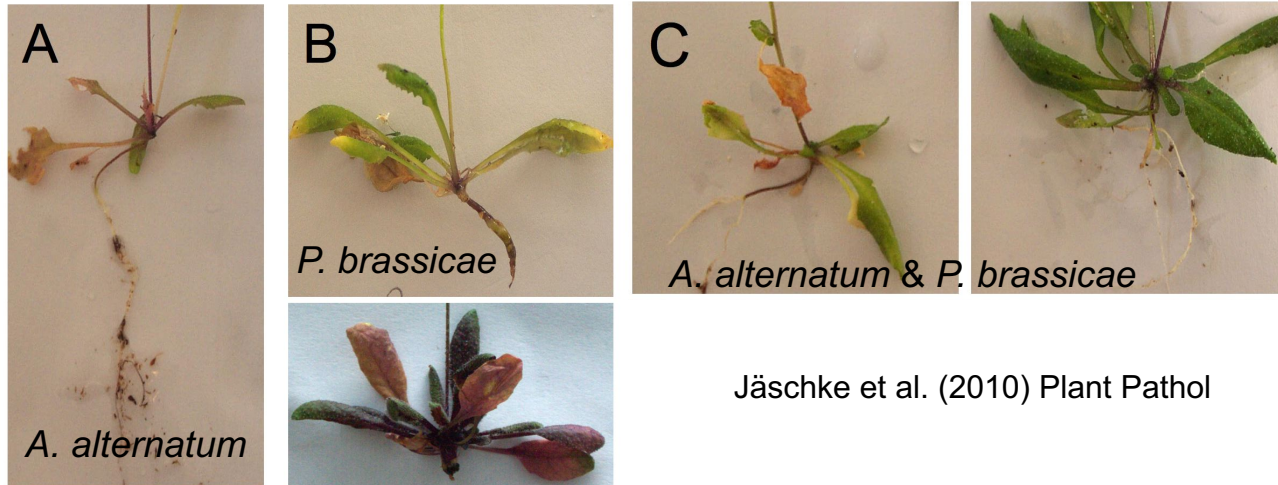 A
B
C
P. brassicae
A. alternatum & P. brassicae
Jäschke et al. (2010) Plant Pathol
A. alternatum